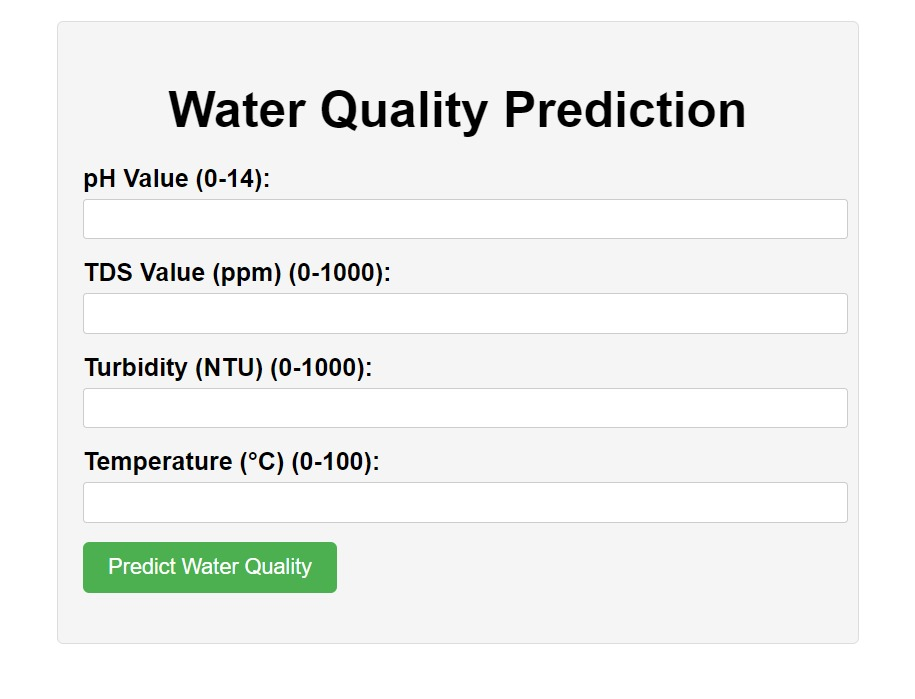 Water Quality Prediction
pH Value (0-14):
TDS Value (ppm) (0-1000):
Turbidity (NTU) (0-1000):
Temperature (°C) (0-100):
Predict Water Quality